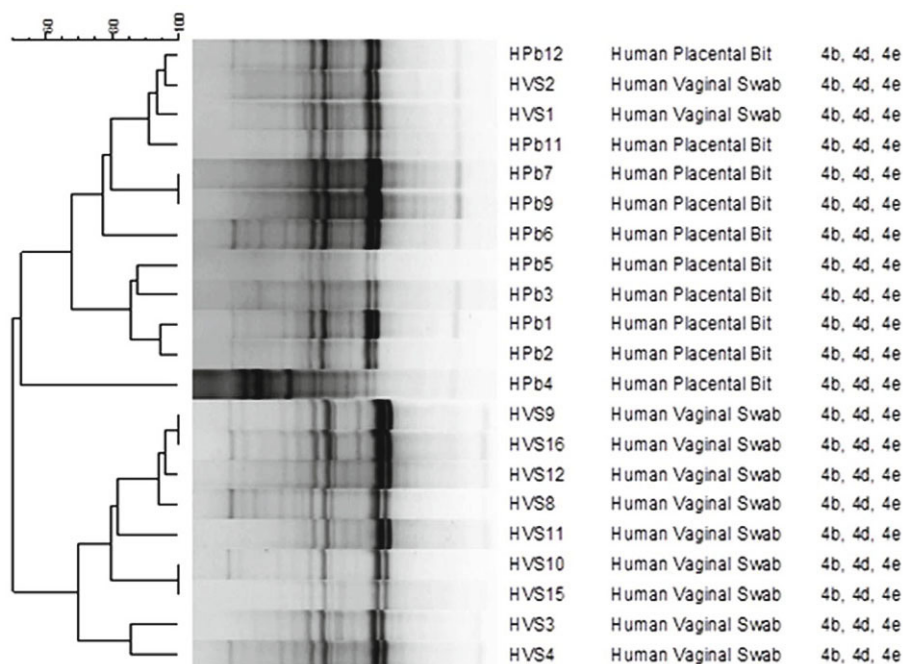 60 80 100
HPb12 Human Placental Bit 4b, 4d, 4e
HVS2 Human Vaginal Swab 4b, 4d, 4e
HVS1 Human Vaginal Swab 4b, 4d, 4e
HPb11 Human Placental Bit 4b, 4d, 4e
HPb7 Human Placental Bit 4b, 4d, 4e
HPb9 Human Placental Bit 4b, 4d, 4e
HPb6 Human Placental Bit 4b, 4d, 4e
HPb5 Human Placental Bit 4b, 4d, 4e
HPb3 Human Placental Bit 4b, 4d, 4e
HPb1 Human Placental Bit 4b, 4d, 4e
HPb2 Human Placental Bit 4b, 4d, 4e
HPb4 Human Placental Bit 4b, 4d, 4e
HVS9 Human Vaginal Swab 4b, 4d, 4e
HVS16 Human Vaginal Swab 4b, 4d, 4e
HVS12 Human Vaginal Swab 4b, 4d, 4e
HVS8 Human Vaginal Swab 4b, 4d, 4e
HVS11 Human Vaginal Swab 4b, 4d, 4e
HVS10 Human Vaginal Swab 4b, 4d, 4e
HVS15 Human Vaginal Swab 4b, 4d, 4e
HVS3 Human Vaginal Swab 4b, 4d, 4e
HVS4 Human Vaginal Swab 4b, 4d, 4e